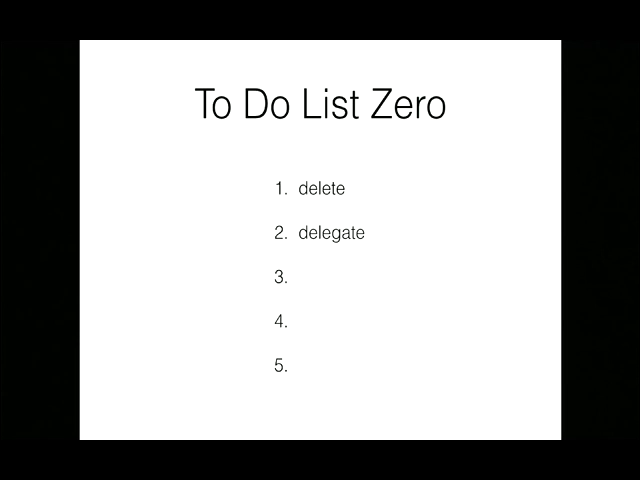 To Do List Zero
1. delete
2. delegate
3.
4.
5.